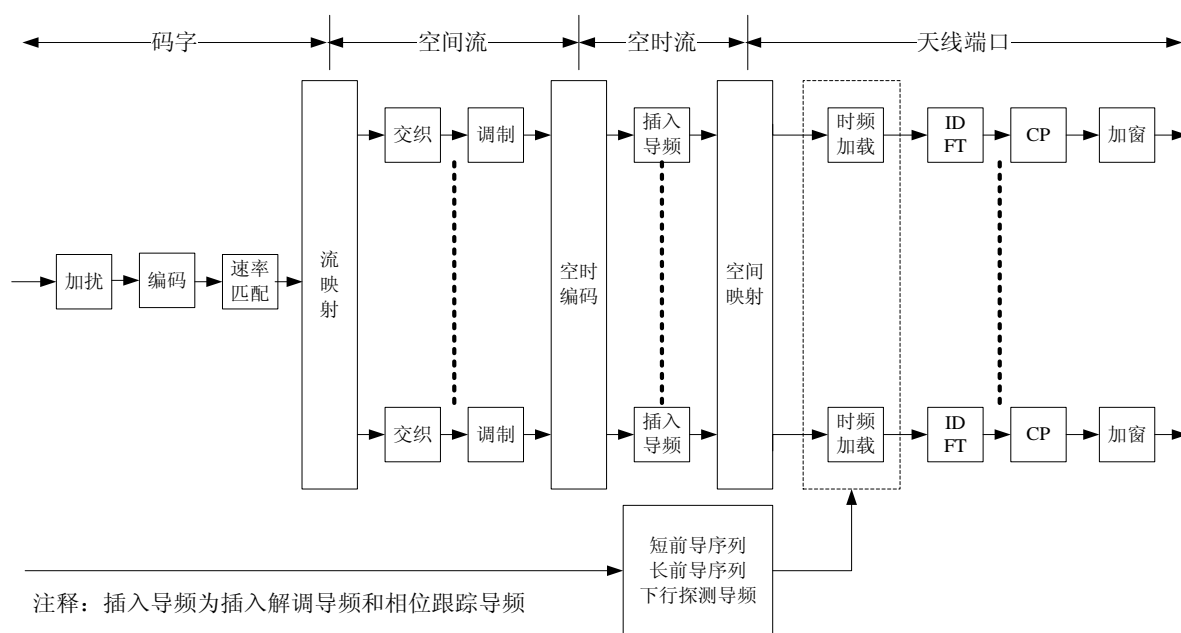 码字
空间流
空时流
天线端口
交织
调制
插入
导频
时频
加载
ID
FT
CP
加窗
加扰
编码
速率
匹配
流
映
射
空时
编码
空间
映射
交织
调制
插入
导频
时频
加载
ID
FT
CP
加窗
短前导序列
长前导序列
下行探测导频
注释：插入导频为插入解调导频和相位跟踪导频